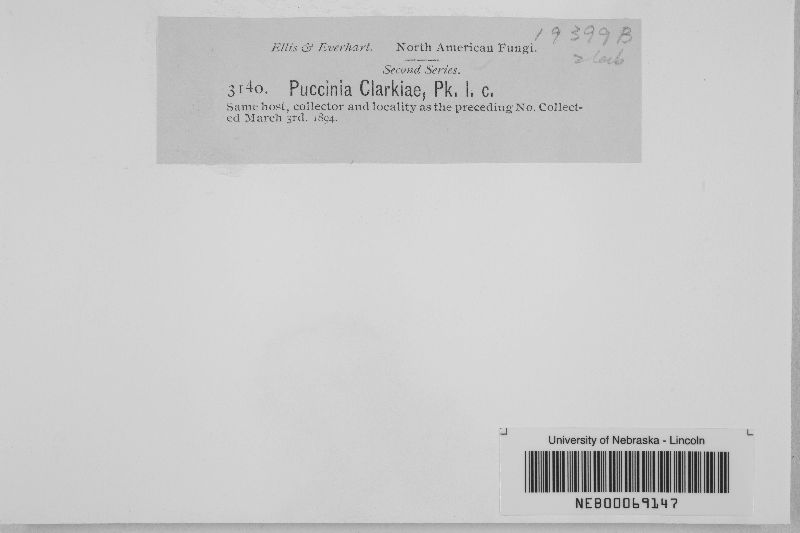 19399B
Ellis & Everhart. North American Fungi.
Second Series.
3140. Puccinia Clarkiae, Pk. l. c.
Same host, collector and locality as the preceding No. Collect-
ed March 3rd. 1894.
University of Nebraska - Lincoln
NEB00069147